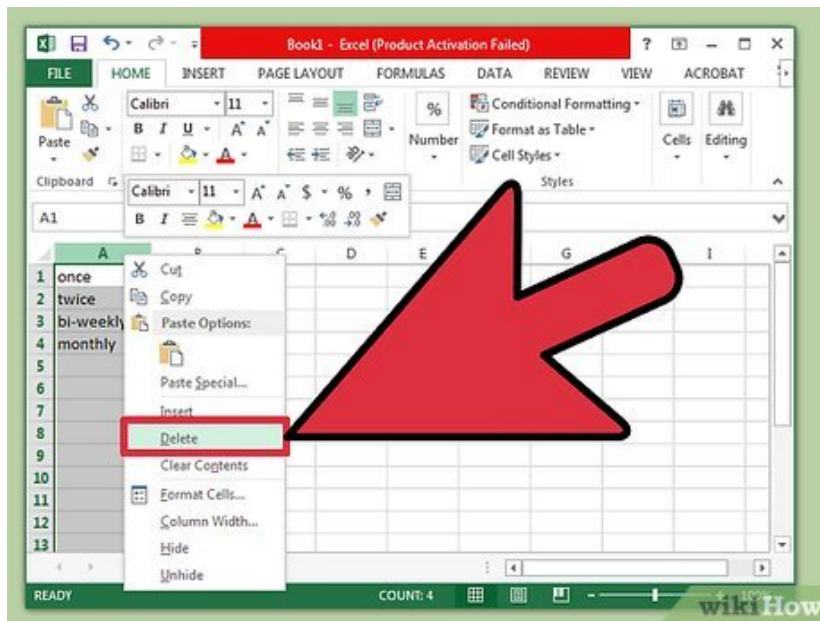 Book1 - Excel (Product Activation Failed)
FILE HOME INSERT PAGE LAYOUT FORMULAS DATA REVIEW VIEW ACROBAT
Paste
Calibri 11
B I U A A A
%
Number
Conditional Formatting
Format as Table
Cell Styles
Cells Editing
Clipboard
Styles
Calibri 11 A A $ % ,
B I A
A1
A C D E G I
1 once
2 twice
3 bi-weekly
4 monthly
5
6
7
8
9
10
11
12
13
Cut
Copy
Paste Options:
Paste Special...
Insert
Delete
Clear Contents
Format Cells...
Column Width...
Hide
Unhide
READY COUNT: 4
wikiHow